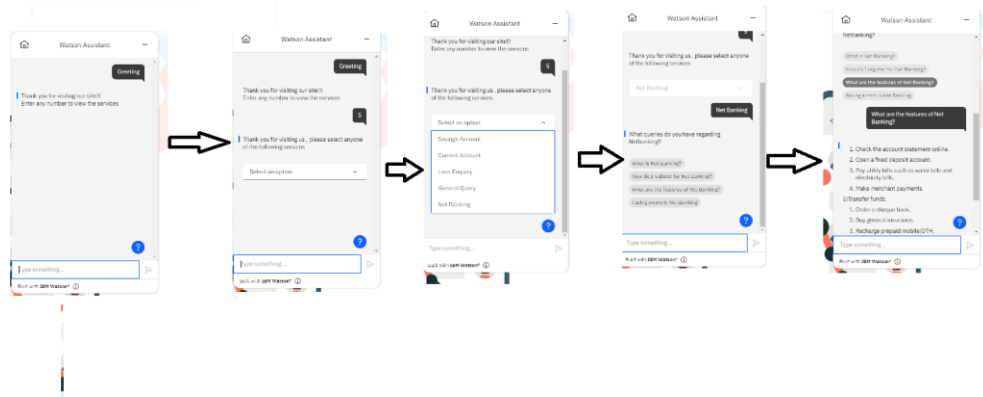 Watson Assistant
Greeting
Thank you for visiting our site!!
Enter any number to view the services
Type something...
Built with IBM Watson®
Watson Assistant
Greeting
Thank you for visiting our site!!
Enter any number to view the services
5
Thank you for visiting us , please select anyone
of the following services
Select an option
Type something...
Built with IBM Watson®
Watson Assistant
Thank you for visiting our site!!
Enter any number to view the services
5
Thank you for visiting us , please select anyone
of the following services
Select an option
Savings Account
Current Account
Loan Enquiry
General Query
Net Banking
Type something...
Built with IBM Watson®
Watson Assistant
Thank you for visiting us , please select anyone
of the following services
Net Banking
Net Banking
What queries do you have regarding
Netbanking?
What is Net Banking?
How do I register for Net Banking?
What are the features of Net Banking?
Type something...
Built with IBM Watson®
Watson Assistant
Netbanking?
What is Net Banking?
How do I register for Net Banking?
What are the features of Net Banking?
What are the features of Net
Banking?
1. Check the account statement online.
2. Open a fixed deposit account.
3. Pay utility bills such as water bills and
electricity bills.
4. Make merchant payments.
5)Transfer funds.
1. Order a cheque book.
2. Buy general insurance.
3. Recharge prepaid mobile/DTH.
Type something...
Built with IBM Watson®